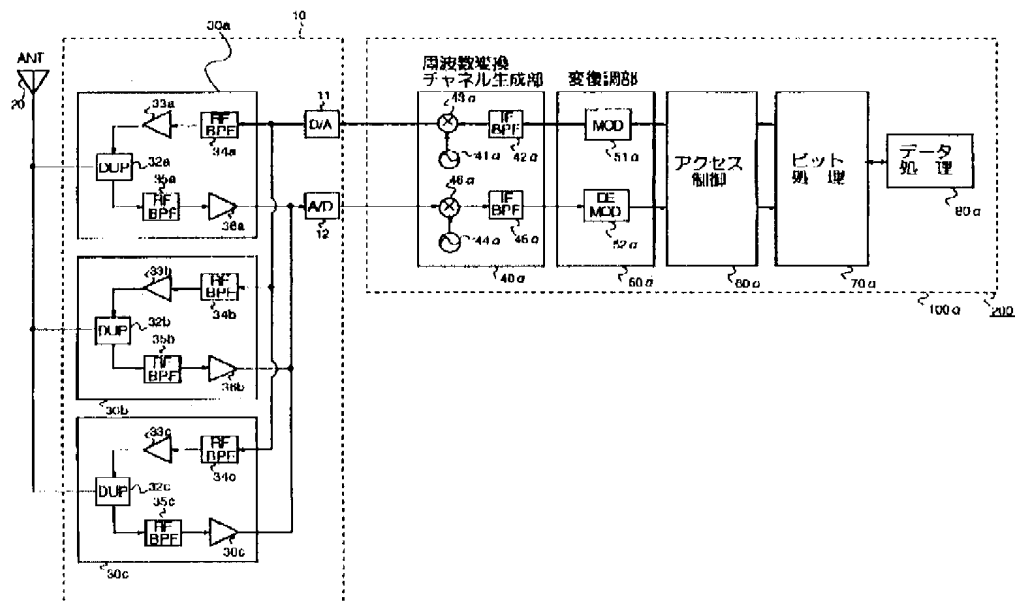 10
30a
ANT
20
33a
RF
BPF
34a
DUP
32a
35a
RF
BPF
36a
11
D/A
A/D
12
33b
RF
BPF
34b
DUP
32b
35b
RF
BPF
36b
30b
33c
RF
BPF
34c
DUP
32c
35c
RF
BPF
30c
周波数変換
チャネル生成部
43a
IF
BPF
41a
42a
46a
IF
BPF
44a
45a
40a
変復調部
MOD
51a
DE
MOD
52a
50a
アクセス
制御
60a
ビット
処理
70a
データ
処理
80a
100a
200